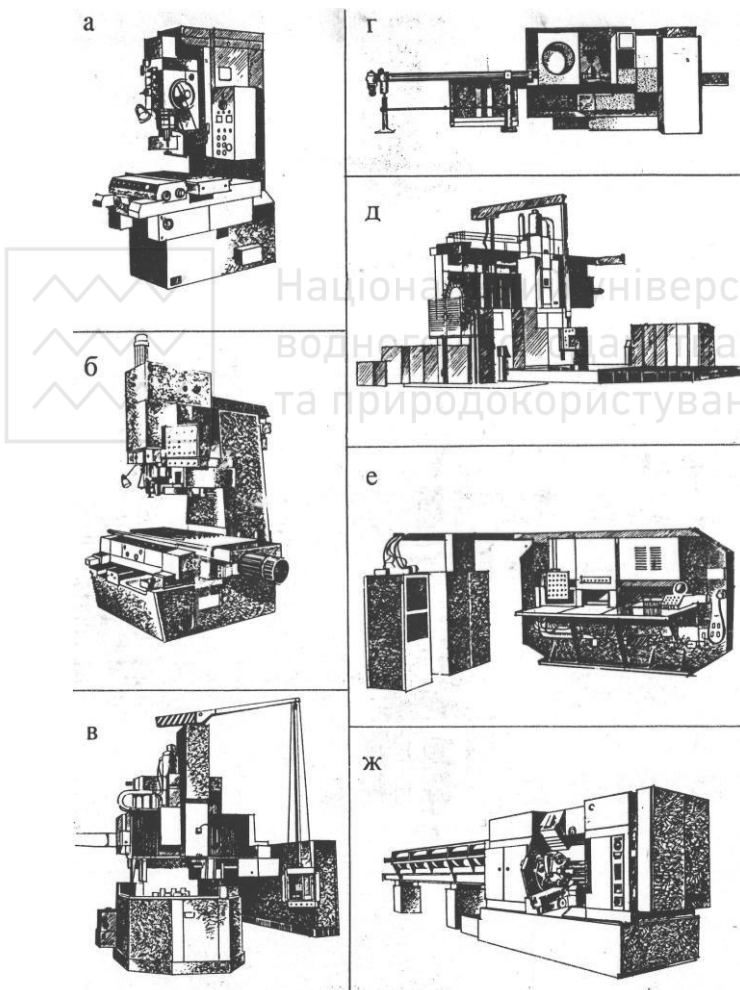 а
б
в
г
д
е
ж
Націона
ніверс
водного
та природокористуван